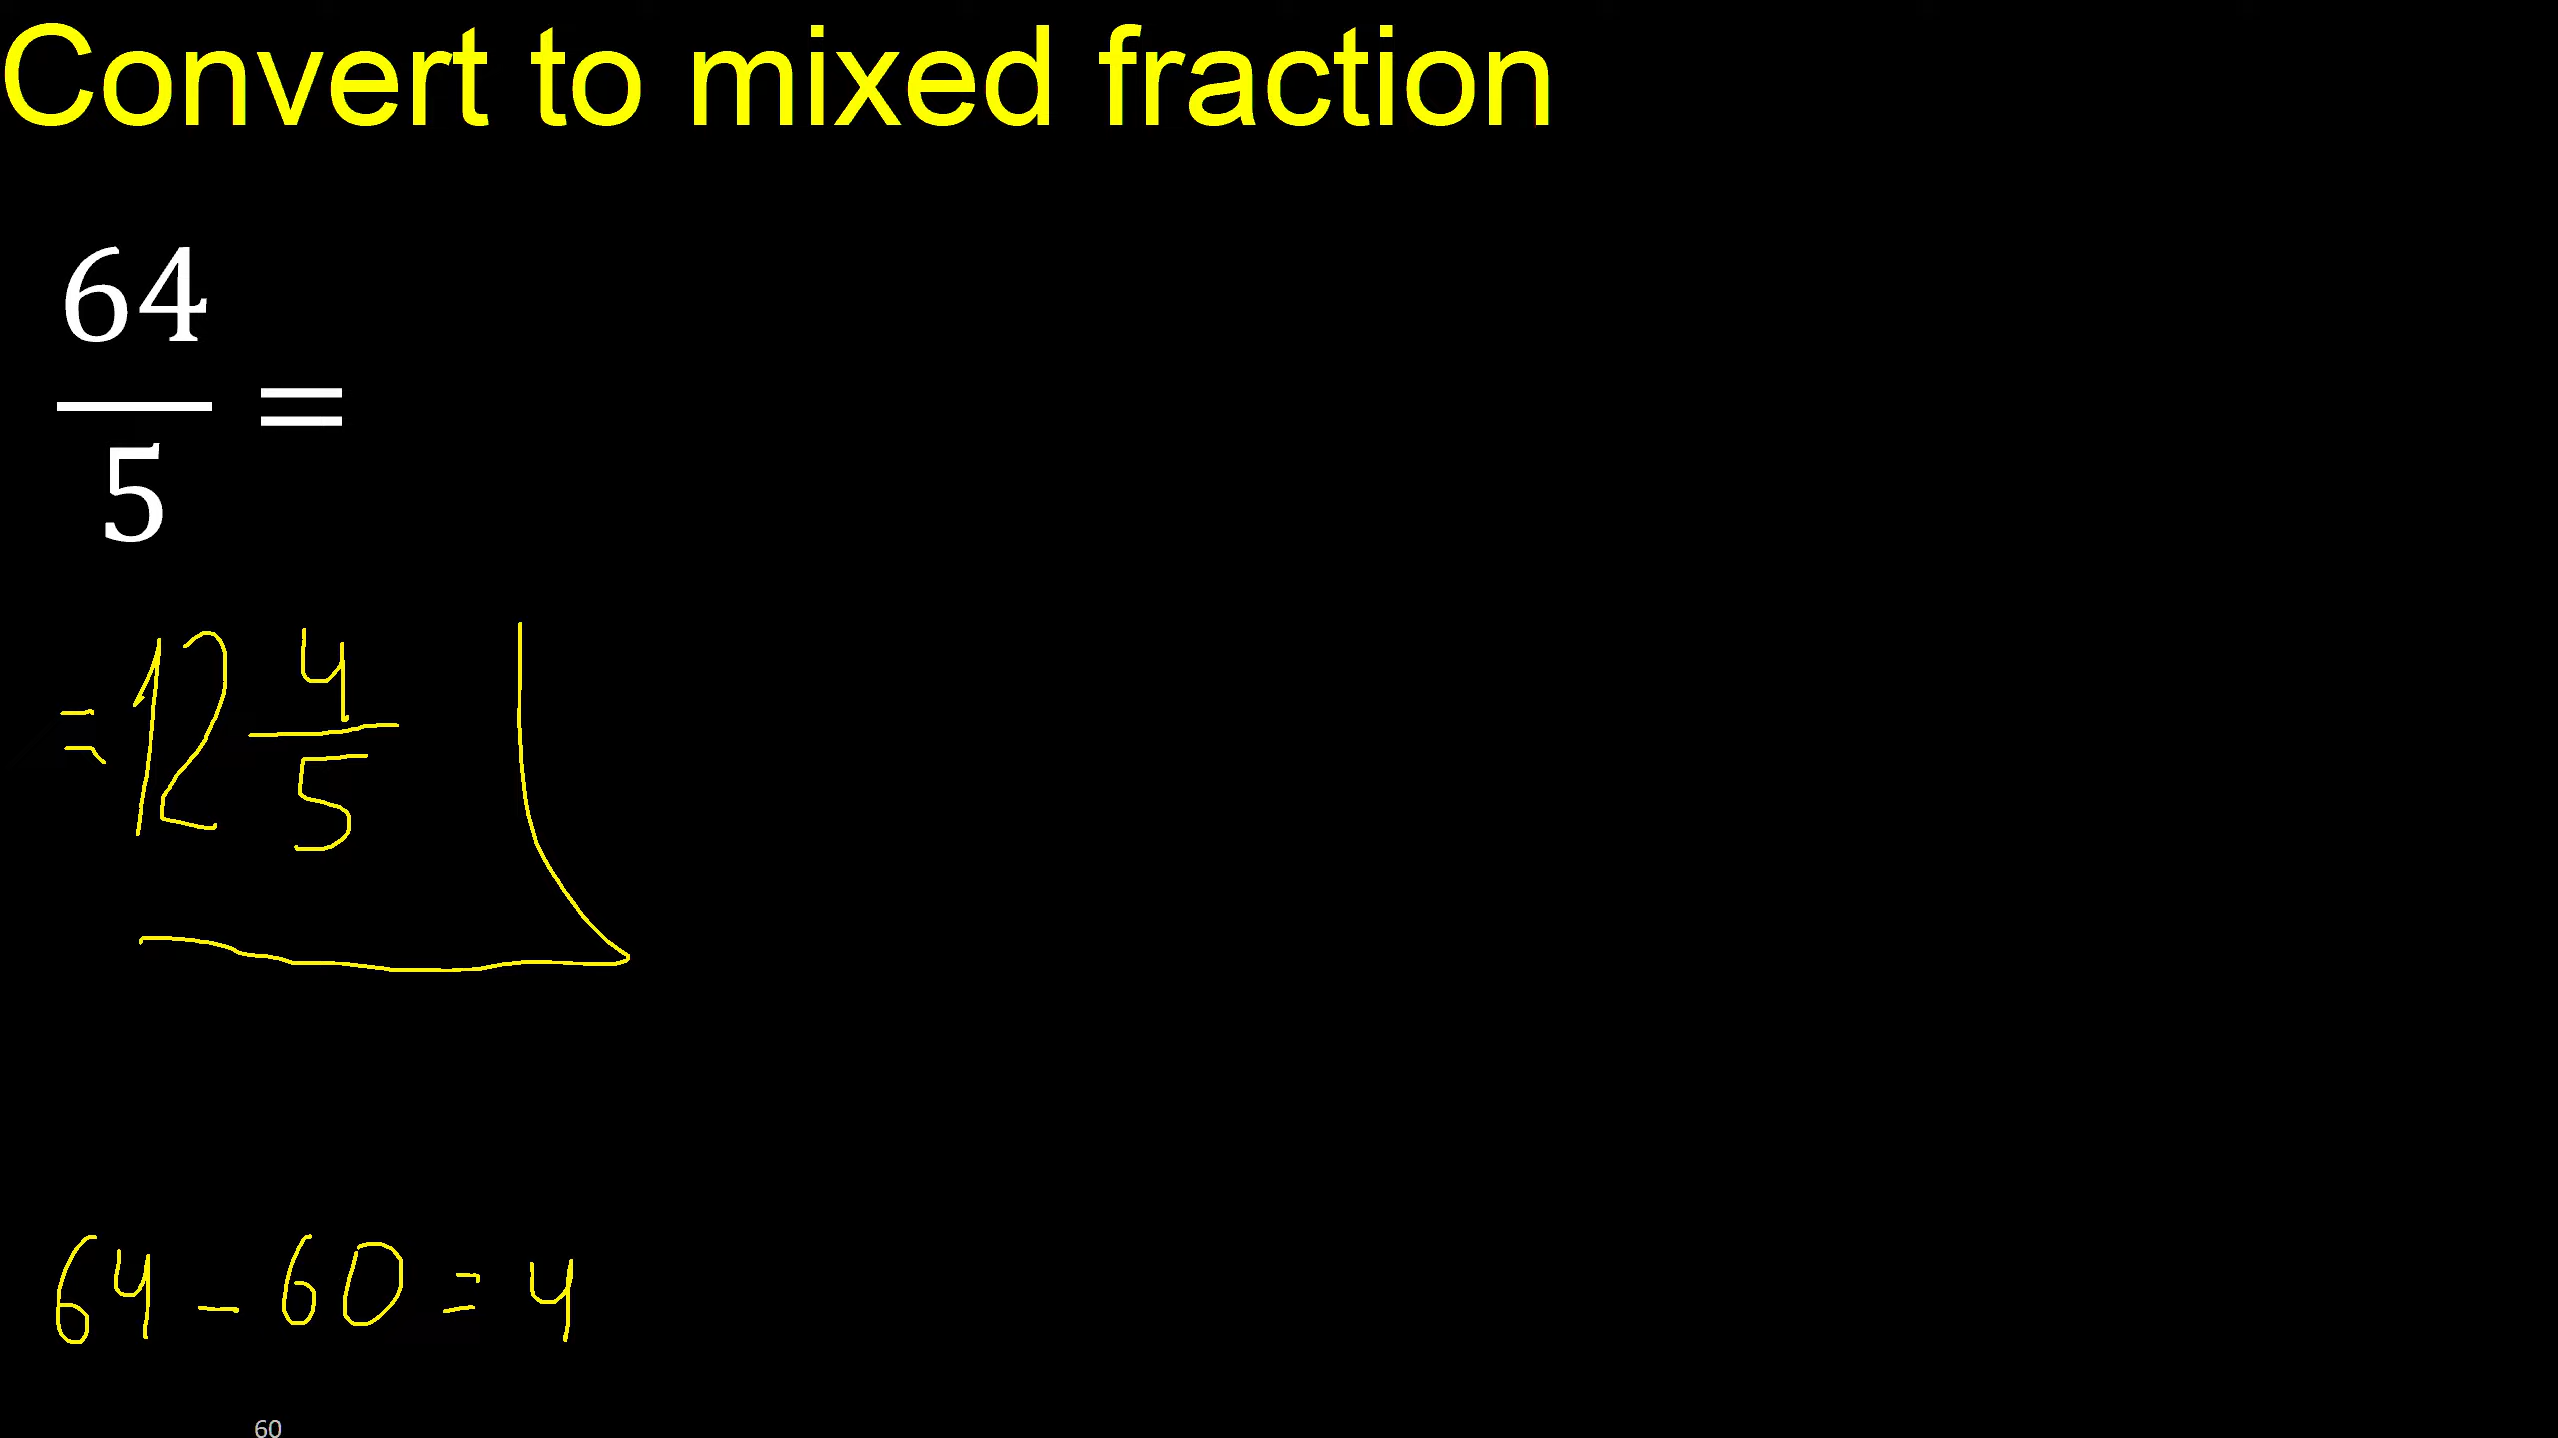 Convert to mixed fraction
64/5 =
= 12 4/5
64 - 60 = 4
60